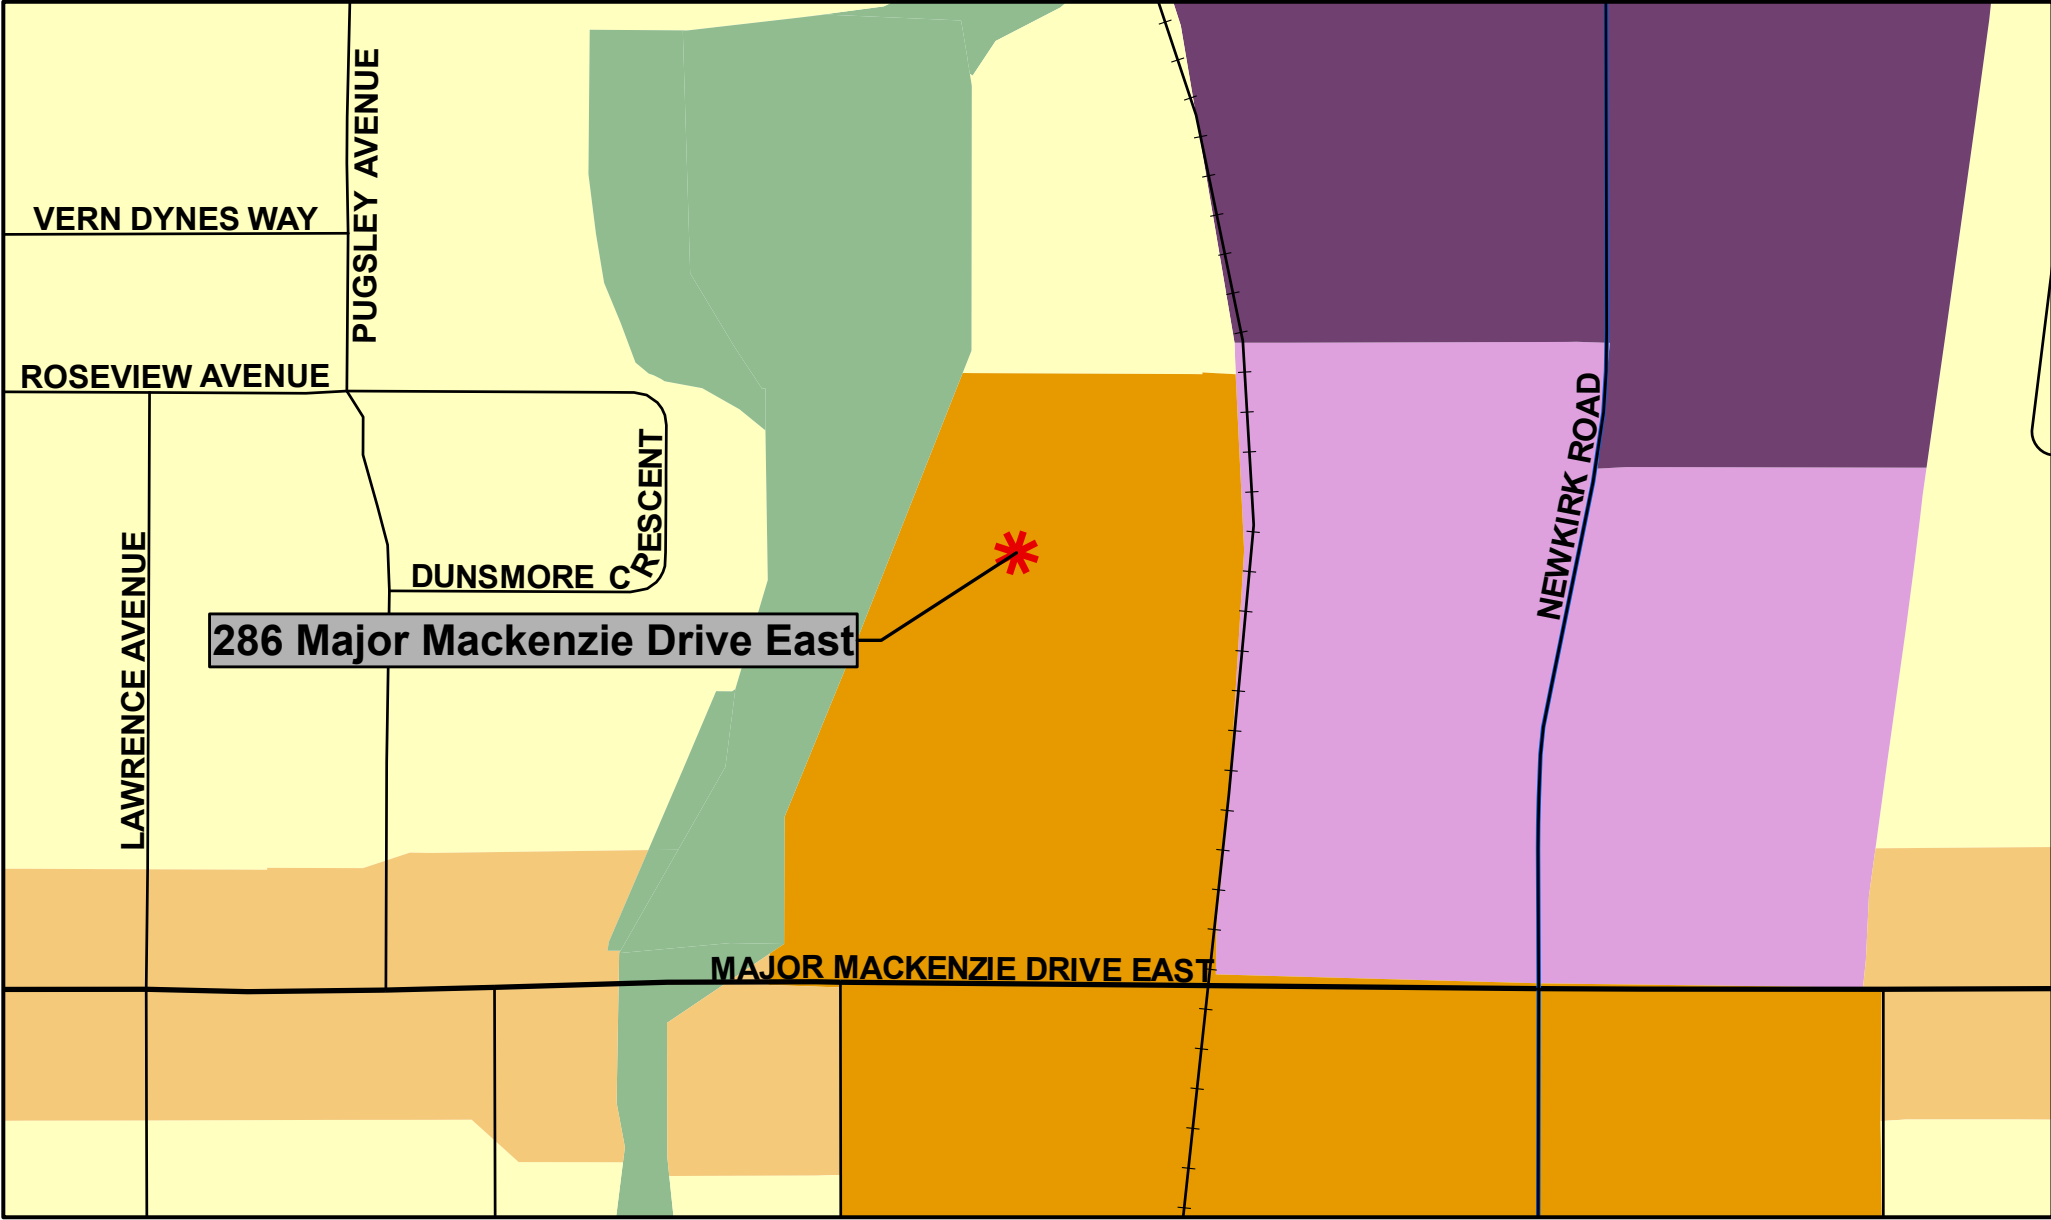 PUGSLEY AVENUE
VERN DYNES WAY
ROSEVIEW AVENUE
NEWKIRK ROAD
DUNSMORE CRESCENT
LAWRENCE AVENUE
286 Major Mackenzie Drive East
MAJOR MACKENZIE DRIVE EAST